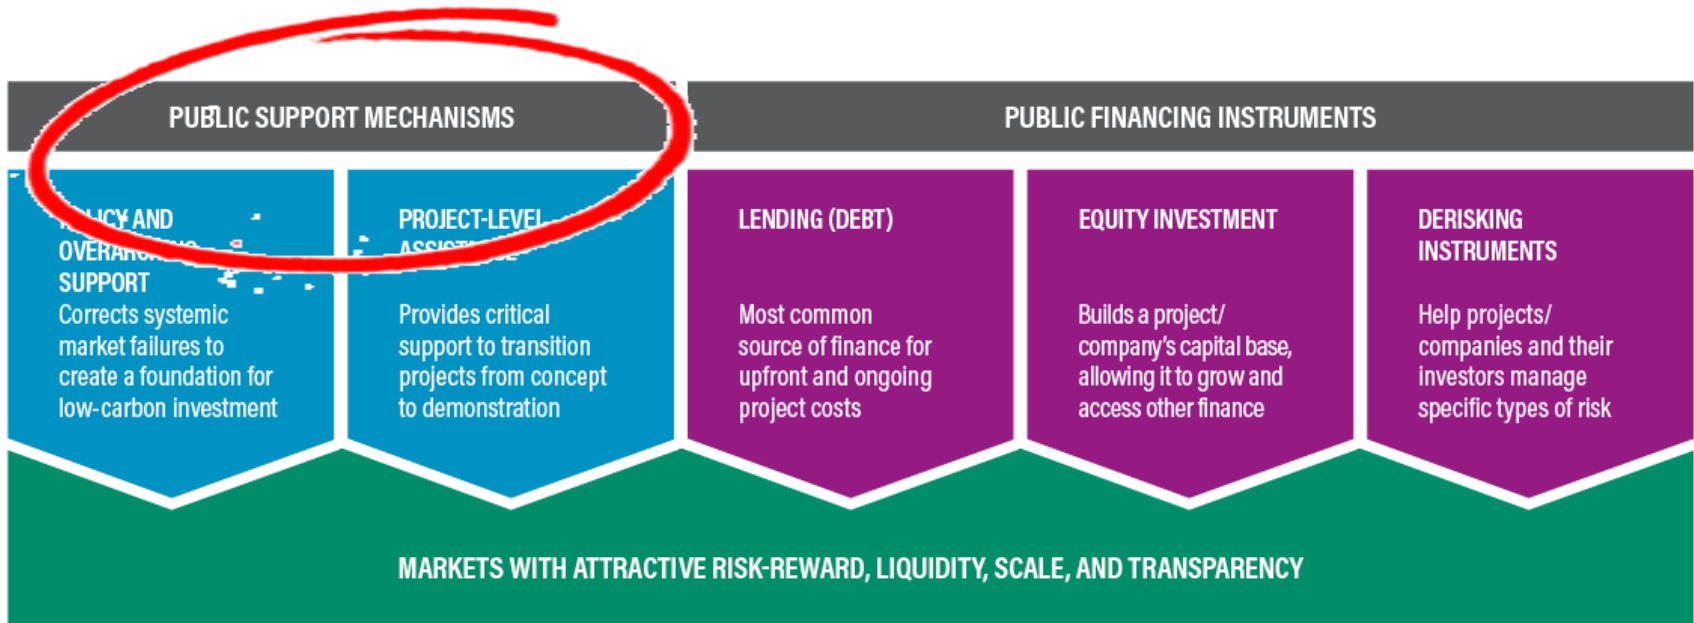 PUBLIC SUPPORT MECHANISMS
PUBLIC FINANCING INSTRUMENTS
POLICY AND
OVERARCHING
SUPPORT
Corrects systemic
market failures to
create a foundation for
low-carbon investment
PROJECT-LEVEL
ASSISTANCE
Provides critical
support to transition
projects from concept
to demonstration
LENDING (DEBT)
Most common
source of finance for
upfront and ongoing
project costs
EQUITY INVESTMENT
Builds a project/
company's capital base,
allowing it to grow and
access other finance
DERISKING
INSTRUMENTS
Help projects/
companies and their
investors manage
specific types of risk
MARKETS WITH ATTRACTIVE RISK-REWARD, LIQUIDITY, SCALE, AND TRANSPARENCY